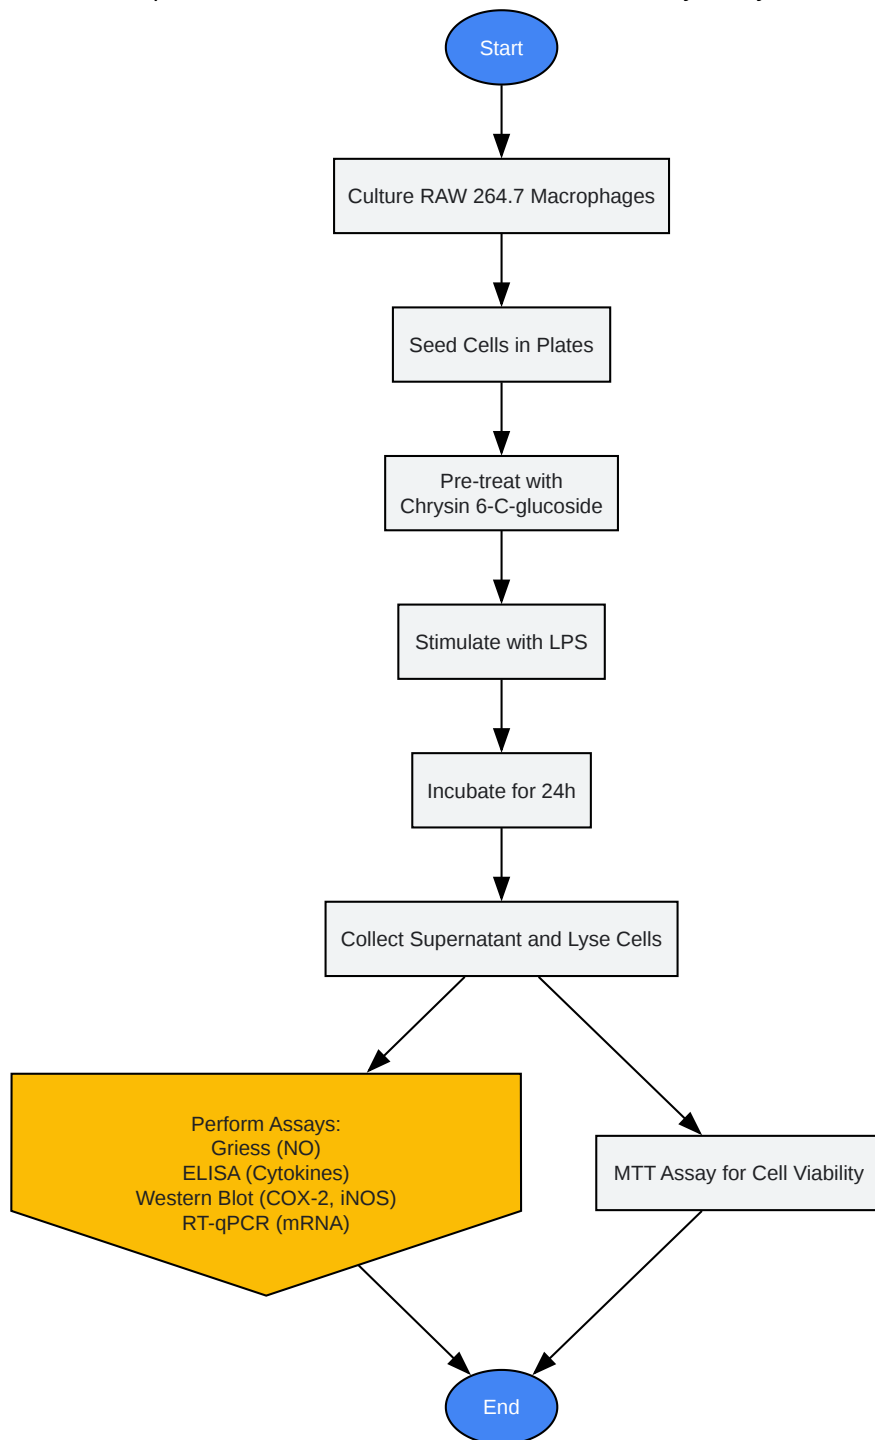 Start
Culture RAW 264.7 Macrophages
Seed Cells in Plates
Pre-treat with
Chrysin 6-C-glucoside
Stimulate with LPS
Incubate for 24h
Collect Supernatant and Lyse Cells
Perform Assays:
Griess (NO)
ELISA (Cytokines)
Western Blot (COX-2, iNOS)
RT-qPCR (mRNA)
MTT Assay for Cell Viability
End